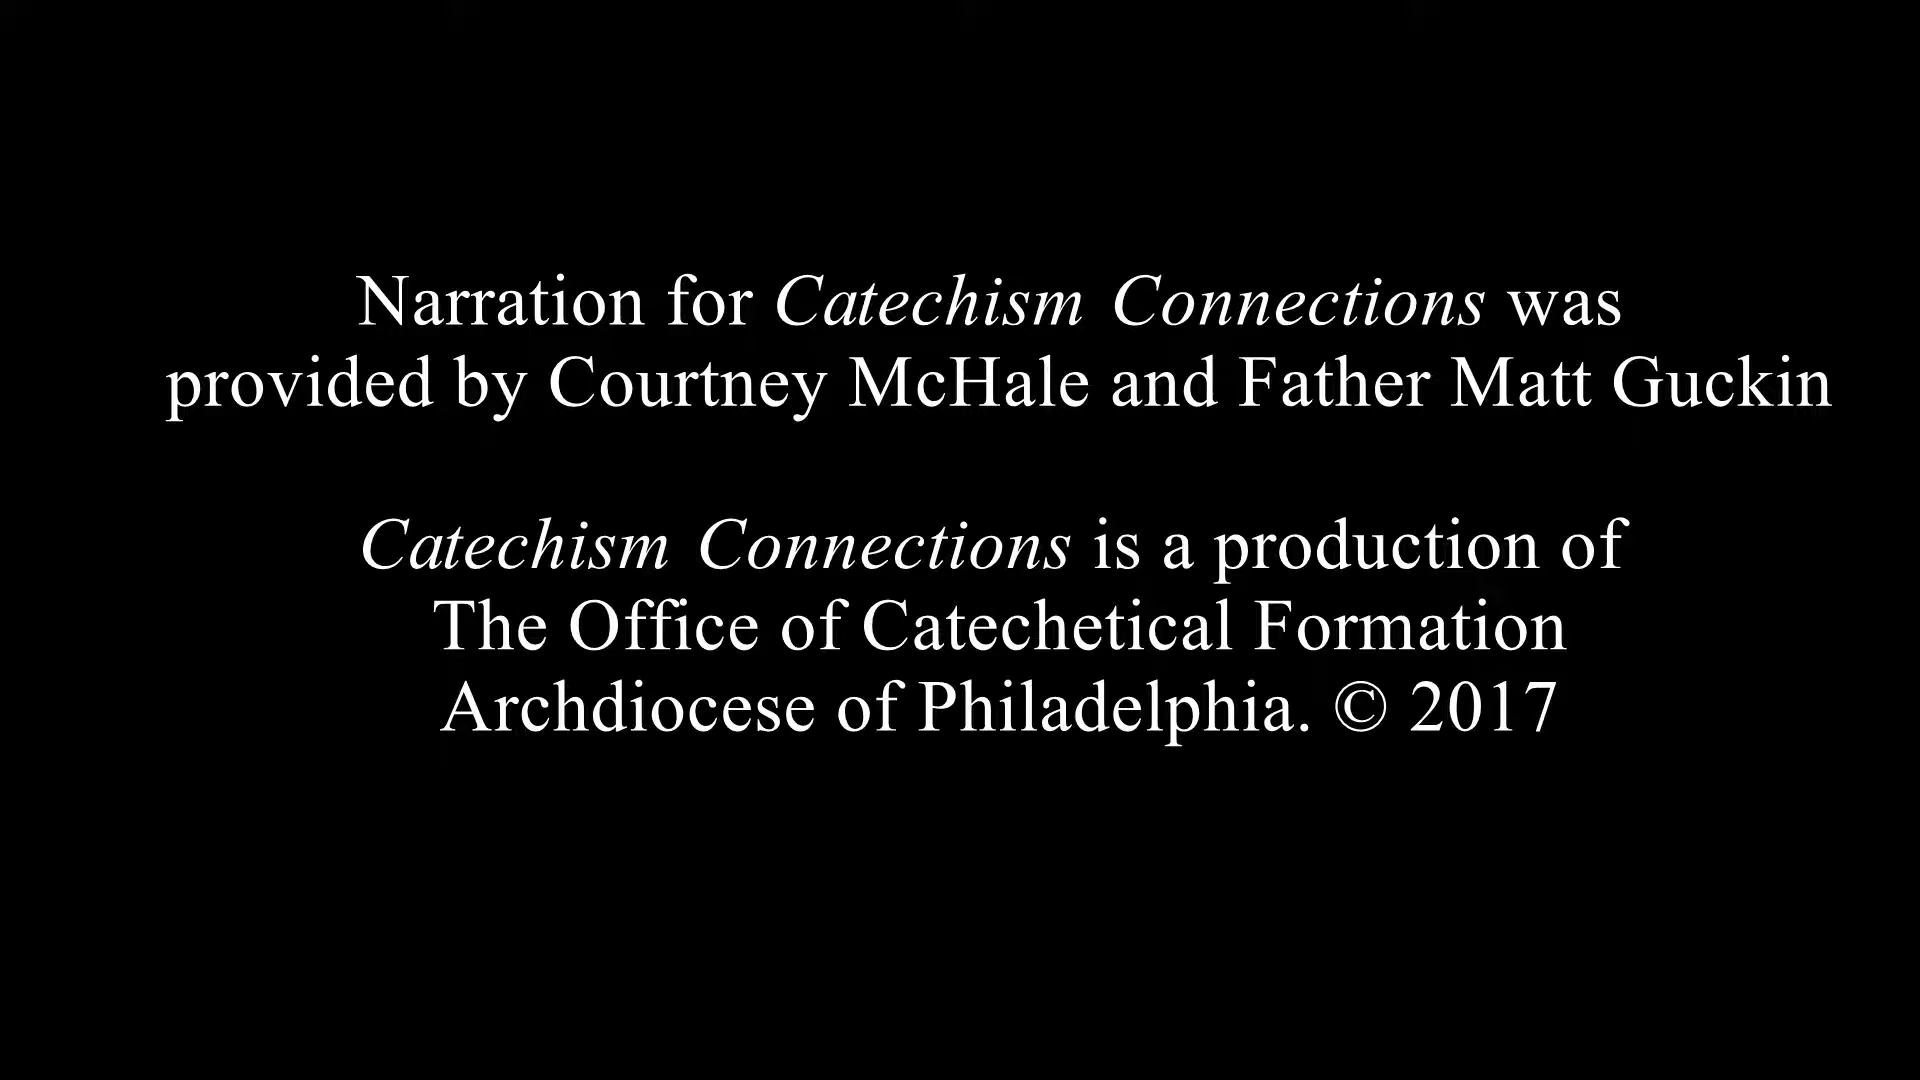 Narration for Catechism Connections was
provided by Courtney McHale and Father Matt Guckin
Catechism Connections is a production of
The Office of Catechetical Formation
Archdiocese of Philadelphia. © 2017